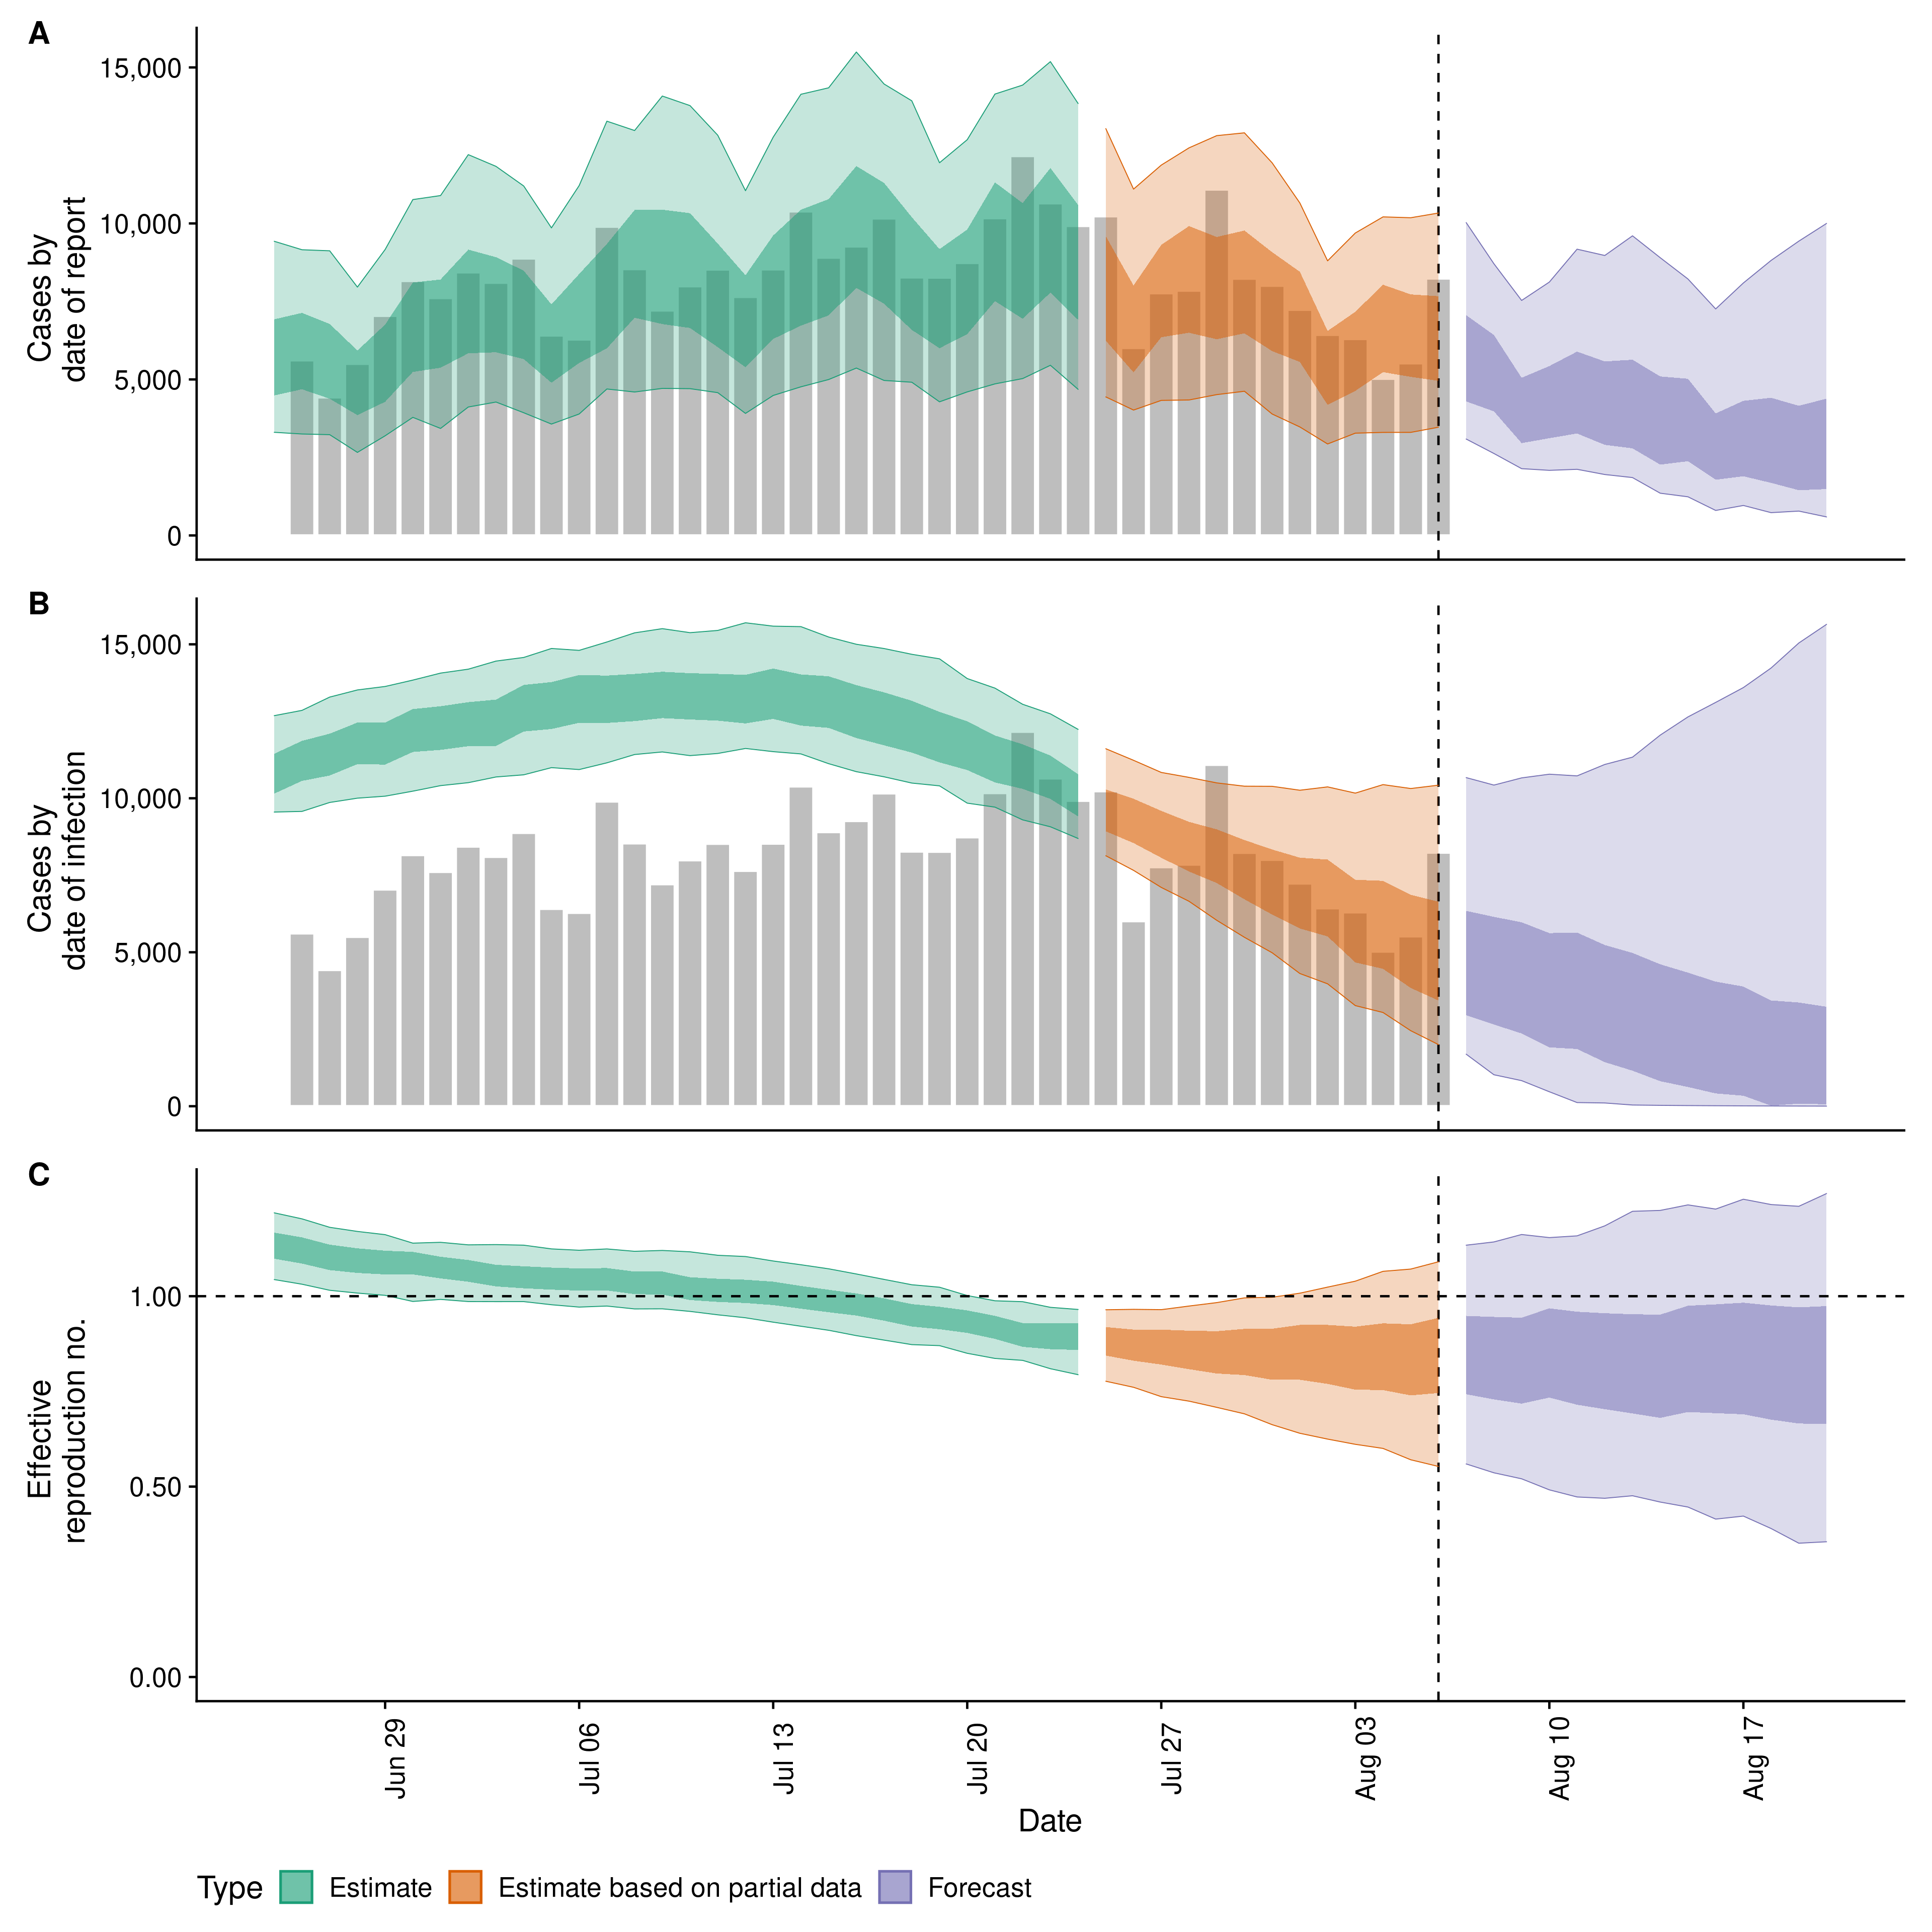 A
15,000
10,000
5,000
0
Cases by
date of report
B
15,000
10,000
5,000
0
Cases by
date of infection
C
1.00
0.50
0.00
Effective
reproduction no.
Jun 29
Jul 06
Jul 13
Jul 20
Jul 27
Aug 03
Aug 10
Aug 17
Date
Type Estimate Estimate based on partial data Forecast